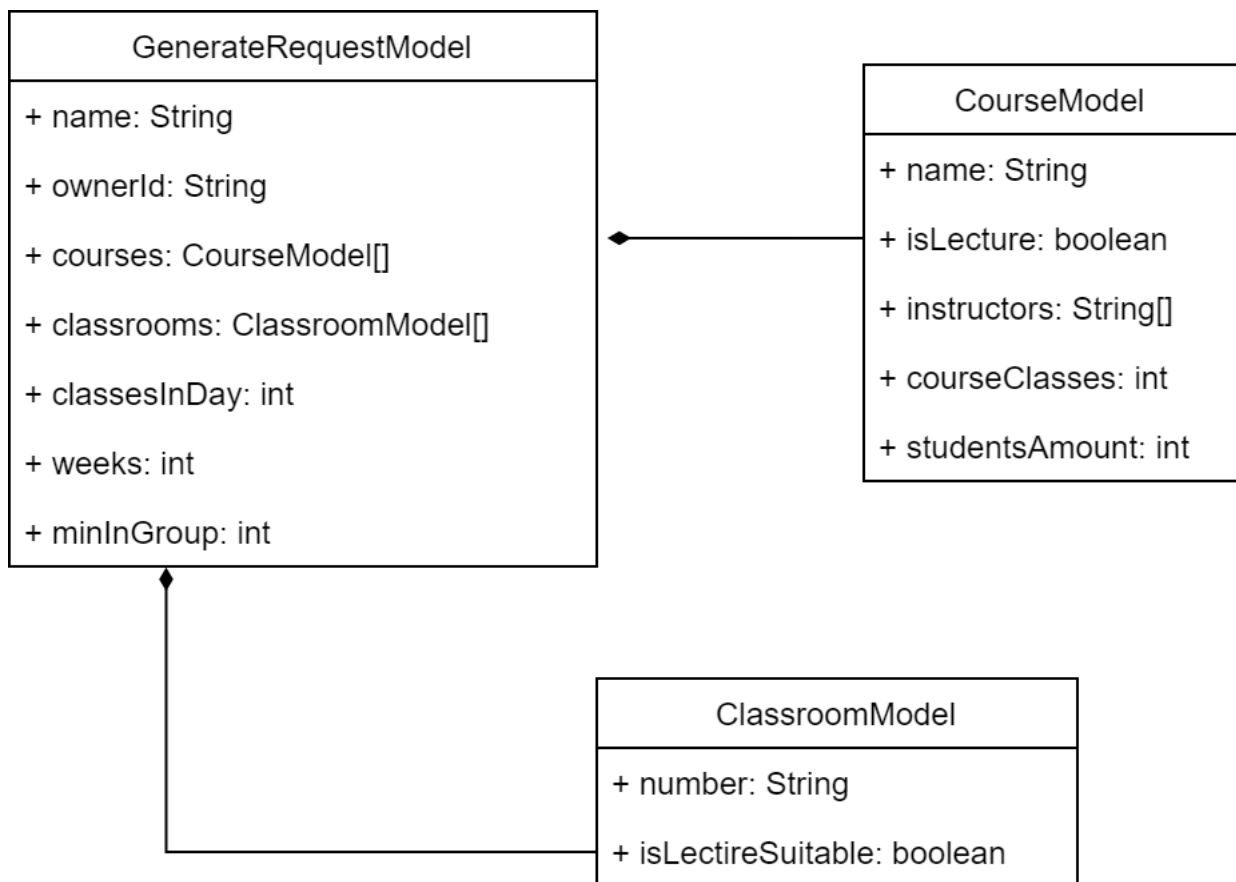 GenerateRequestModel
+ name: String
+ ownerId: String
+ courses: CourseModel[]
+ classrooms: ClassroomModel[]
+ classesInDay: int
+ weeks: int
+ minInGroup: int
CourseModel
+ name: String
+ isLecture: boolean
+ instructors: String[]
+ courseClasses: int
+ studentsAmount: int
ClassroomModel
+ number: String
+ isLectireSuitable: boolean